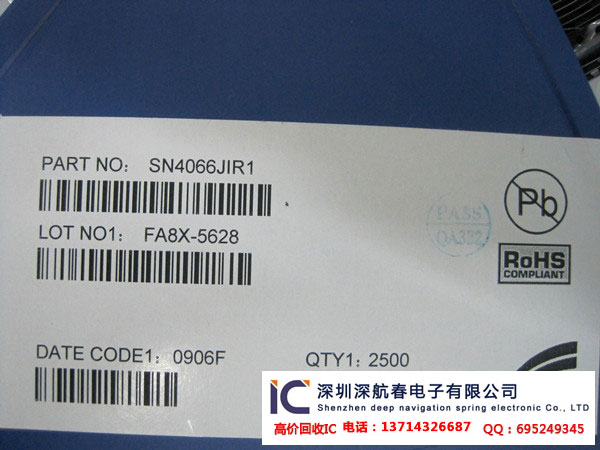 PART NO: SN4066JIR1
LOT NO1: FA8X-5628
PASS
QA322
Pb
RoHS
COMPLIANT
DATE CODE1: 0906F
QTY1: 2500
IC 深圳深航春电子有限公司
Shenzhen deep navigation spring electronic Co., LTD
高价回收IC 电话：13714326687 QQ：695249345